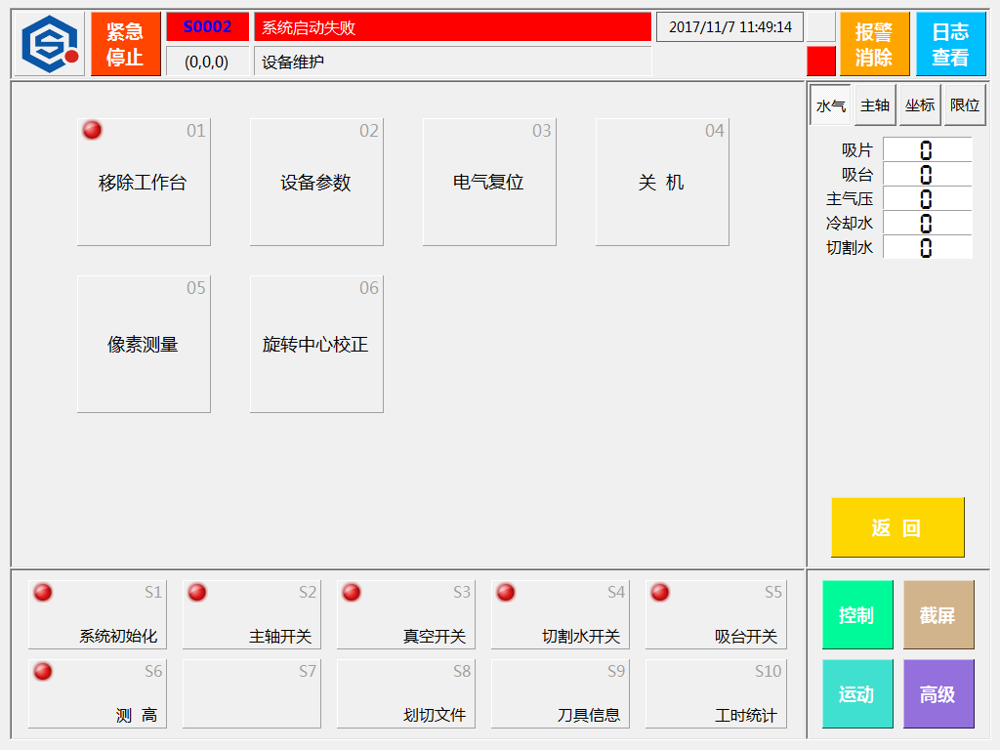 紧急
停止
S0002
系统启动失败
2017/11/7 11:49:14
报警
消除
日志
查看
(0,0,0)
设备维护
水气
主轴
坐标
限位
01
移除工作台
02
设备参数
03
电气复位
04
关 机
05
像素测量
06
旋转中心校正
吸片 0
吸台 0
主气压 0
冷却水 0
切割水 0
返 回
S1
系统初始化
S2
主轴开关
S3
真空开关
S4
切割水开关
S5
吸台开关
S6
测 高
S7
S8
划切文件
S9
刀具信息
S10
工时统计
控制
截屏
运动
高级